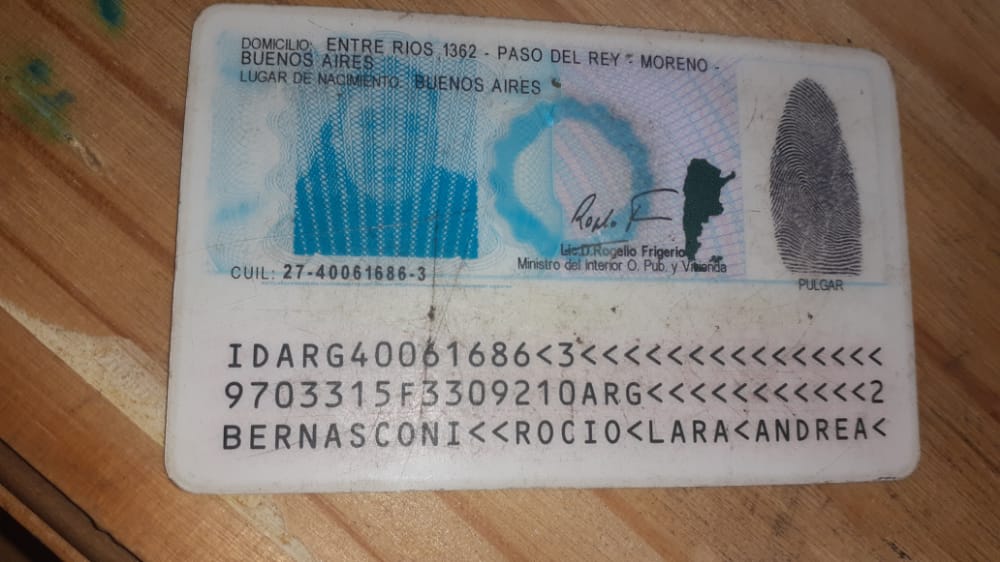 DOMICILIO: ENTRE RIOS 1362 - PASO DEL REY - MORENO -
BUENOS AIRES
LUGAR DE NACIMIENTO: BUENOS AIRES
Lic.D.Rogelio Frigerio
Ministro del Interior O. Pub. y Vivienda
PULGAR
CUIL: 27-40061686-3
IDARG40061686<3<<<<<<<<<<<<<<<
9703315F3309210ARG<<<<<<<<<<<2
BERNASCONI<<ROCIO<LARA<ANDREA<